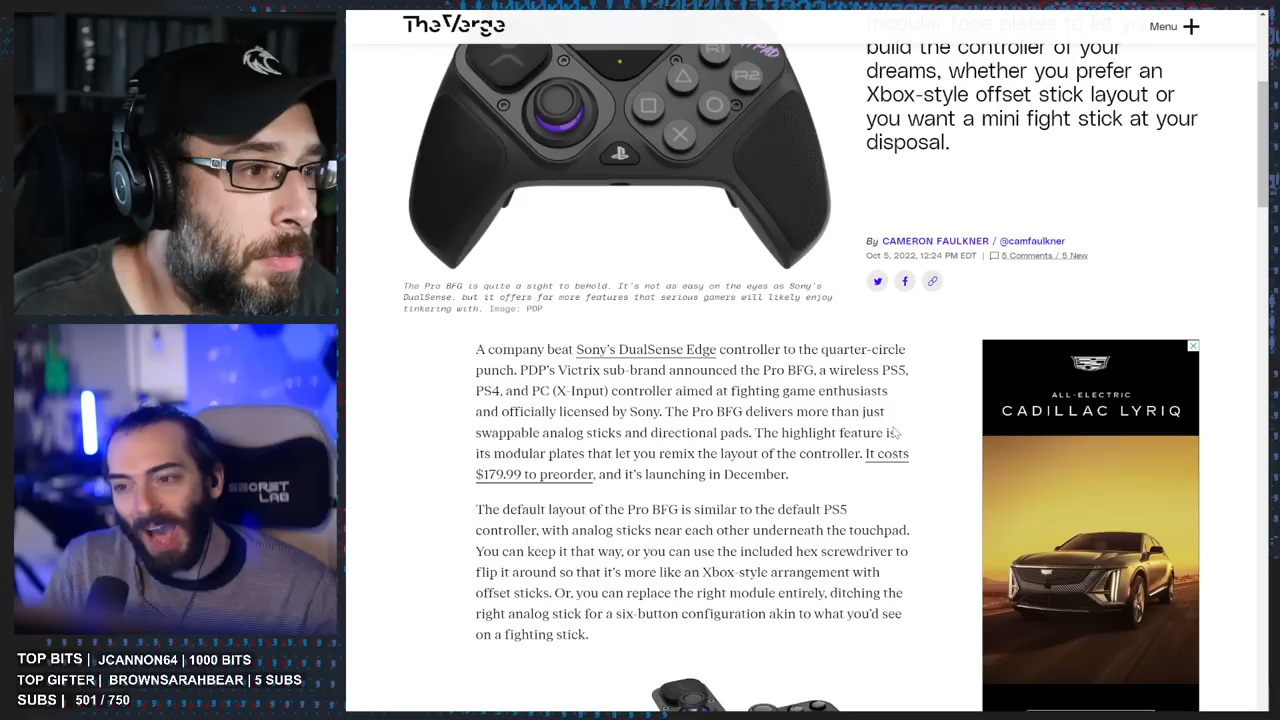 TheVerge
Menu
modular face plates to let you
build the controller of your
dreams, whether you prefer an
Xbox-style offset stick layout or
you want a mini fight stick at your
disposal.
R1
R2
By CAMERON FAULKNER / @camfaulkner
Oct 5, 2022, 12:24 PM EDT | 5 Comments / 5 New
The Pro BFG is quite a sight to behold. It's not as easy on the eyes as Sony's
DualSense, but it offers far more features that serious gamers will likely enjoy
tinkering with. Image: PDP
A company beat Sony's DualSense Edge controller to the quarter-circle
punch. PDP's Victrix sub-brand announced the Pro BFG, a wireless PS5,
PS4, and PC (X-Input) controller aimed at fighting game enthusiasts
and officially licensed by Sony. The Pro BFG delivers more than just
swappable analog sticks and directional pads. The highlight feature is
its modular plates that let you remix the layout of the controller. It costs
$179.99 to preorder, and it's launching in December.
The default layout of the Pro BFG is similar to the default PS5
controller, with analog sticks near each other underneath the touchpad.
You can keep it that way, or you can use the included hex screwdriver to
flip it around so that it's more like an Xbox-style arrangement with
offset sticks. Or, you can replace the right module entirely, ditching the
right analog stick for a six-button configuration akin to what you'd see
on a fighting stick.
ALL-ELECTRIC
CADILLAC LYRIQ
SECRET
LAB
TOP BITS | JCANNON64 | 1000 BITS
TOP GIFTER | BROWNSARAHBEAR | 5 SUBS
SUBS | 501 / 750